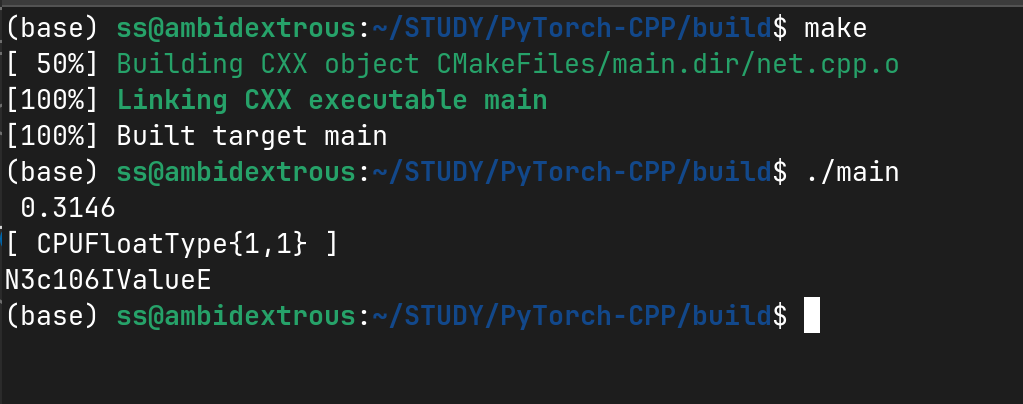 (base) ss@ambidextrous:~/STUDY/PyTorch-CPP/build$ make
[ 50%] Building CXX object CMakeFiles/main.dir/net.cpp.o
[100%] Linking CXX executable main
[100%] Built target main
(base) ss@ambidextrous:~/STUDY/PyTorch-CPP/build$ ./main
 0.3146
[ CPUFloatType{1,1} ]
N3c106IValueE
(base) ss@ambidextrous:~/STUDY/PyTorch-CPP/build$